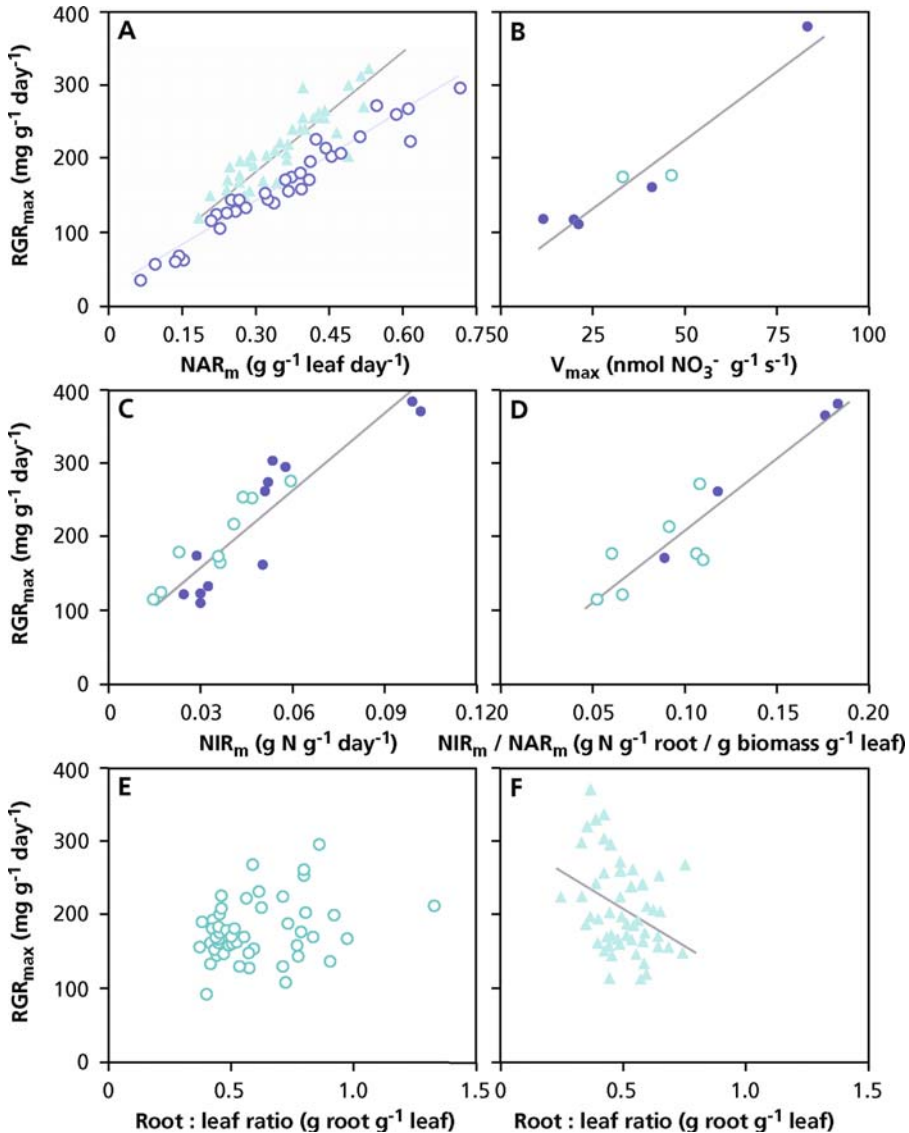 A
B
400
300
200
100
0
RGRmax (mg g-1 day-1)
0 0.15 0.30 0.45 0.60 0.75
NARm (g g-1 leaf day-1)
25 50 75 100
Vmax (nmol NO3- g-1 s-1)
C
D
400
300
200
100
0
RGRmax (mg g-1 day-1)
0 0.03 0.06 0.09 0.12
NIRm (g N g-1 day-1)
0 0.05 0.10 0.15 0.20
NIRm / NARm (g N g-1 root / g biomass g-1 leaf)
E
F
400
300
200
100
0
RGRmax (mg g-1 day-1)
0 0.5 1.0 1.5
Root : leaf ratio (g root g-1 leaf)
0 0.5 1.0 1.5
Root : leaf ratio (g root g-1 leaf)